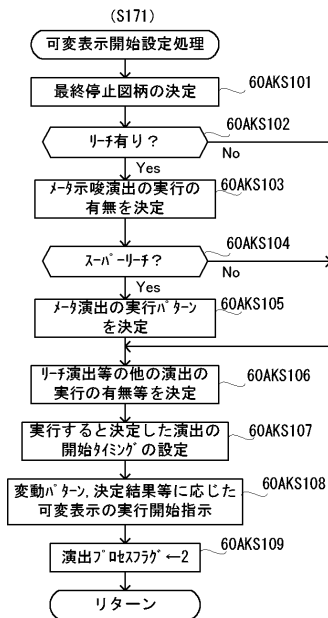 (S171)
可変表示開始設定処理
60AKS101
最終停止図柄の決定
60AKS102
ﾘｰﾁ有り？
No
Yes
60AKS103
ﾒｰﾀ示唆演出の実行の
有無を決定
60AKS104
ｽｰﾊﾟｰﾘｰﾁ？
No
Yes
60AKS105
ﾒｰﾀ演出の実行ﾊﾟﾀｰﾝ
を決定
60AKS106
ﾘｰﾁ演出等の他の演出の
実行の有無等を決定
60AKS107
実行すると決定した演出の
開始ﾀｲﾐﾝｸﾞの設定
60AKS108
変動ﾊﾟﾀｰﾝ,決定結果等に応じた
可変表示の実行開始指示
60AKS109
演出ﾌﾟﾛｾｽﾌﾗｸﾞ←2
リターン